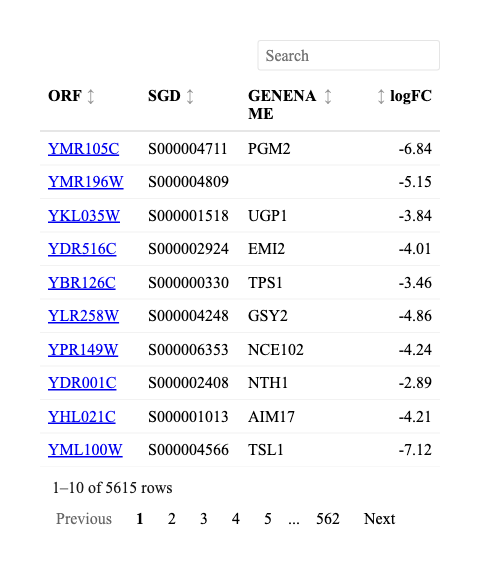 Search
ORF SGD GENENA logFC
ME
YMR105C S000004711 PGM2 -6.84
YMR196W S000004809 -5.15
YKL035W S000001518 UGP1 -3.84
YDR516C S000002924 EMI2 -4.01
YBR126C S000000330 TPS1 -3.46
YLR258W S000004248 GSY2 -4.86
YPR149W S000006353 NCE102 -4.24
YDR001C S000002408 NTH1 -2.89
YHL021C S000001013 AIM17 -4.21
YML100W S000004566 TSL1 -7.12
1–10 of 5615 rows
Previous 1 2 3 4 5 ... 562 Next